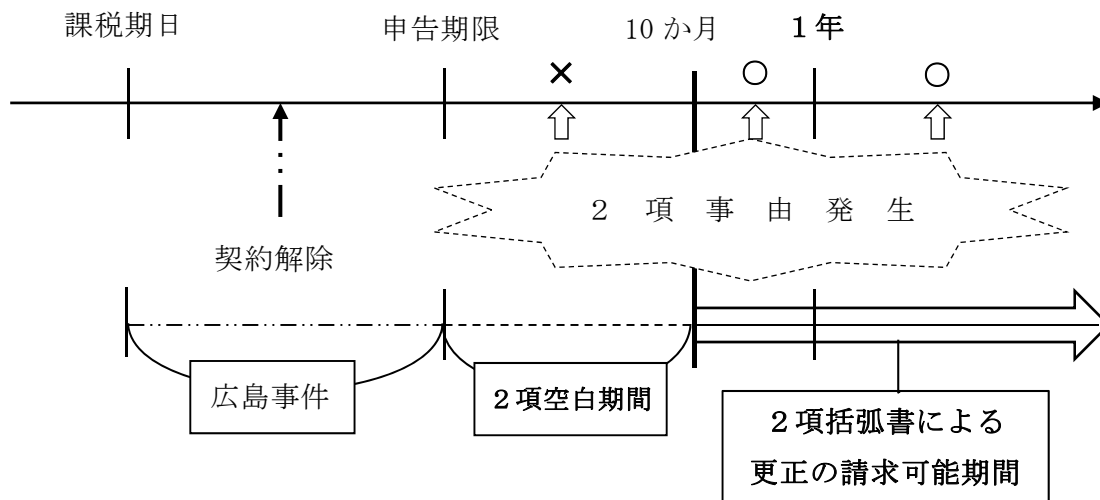 課税期日
申告期限
10 か月
１年
×
○
○
２項事由発生
契約解除
広島事件
２項空白期間
２項括弧書による
更正の請求可能期間